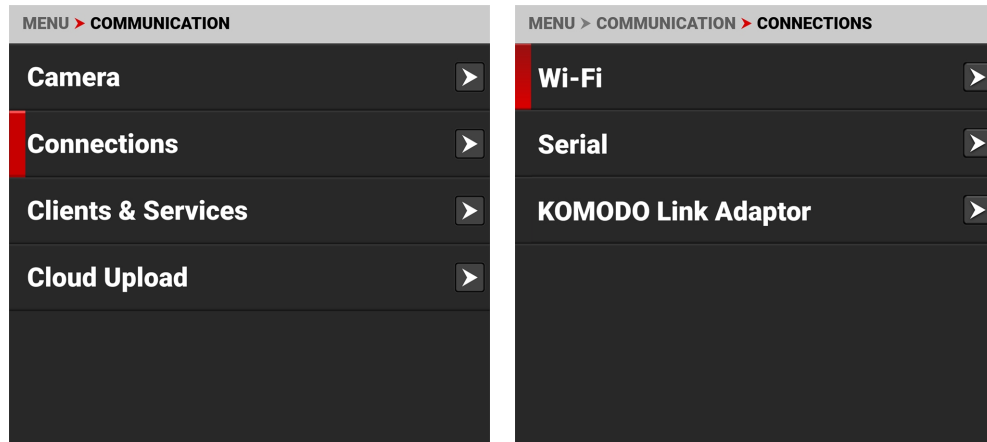 MENU > COMMUNICATION
Camera
Connections
Clients & Services
Cloud Upload
MENU > COMMUNICATION > CONNECTIONS
Wi-Fi
Serial
KOMODO Link Adaptor